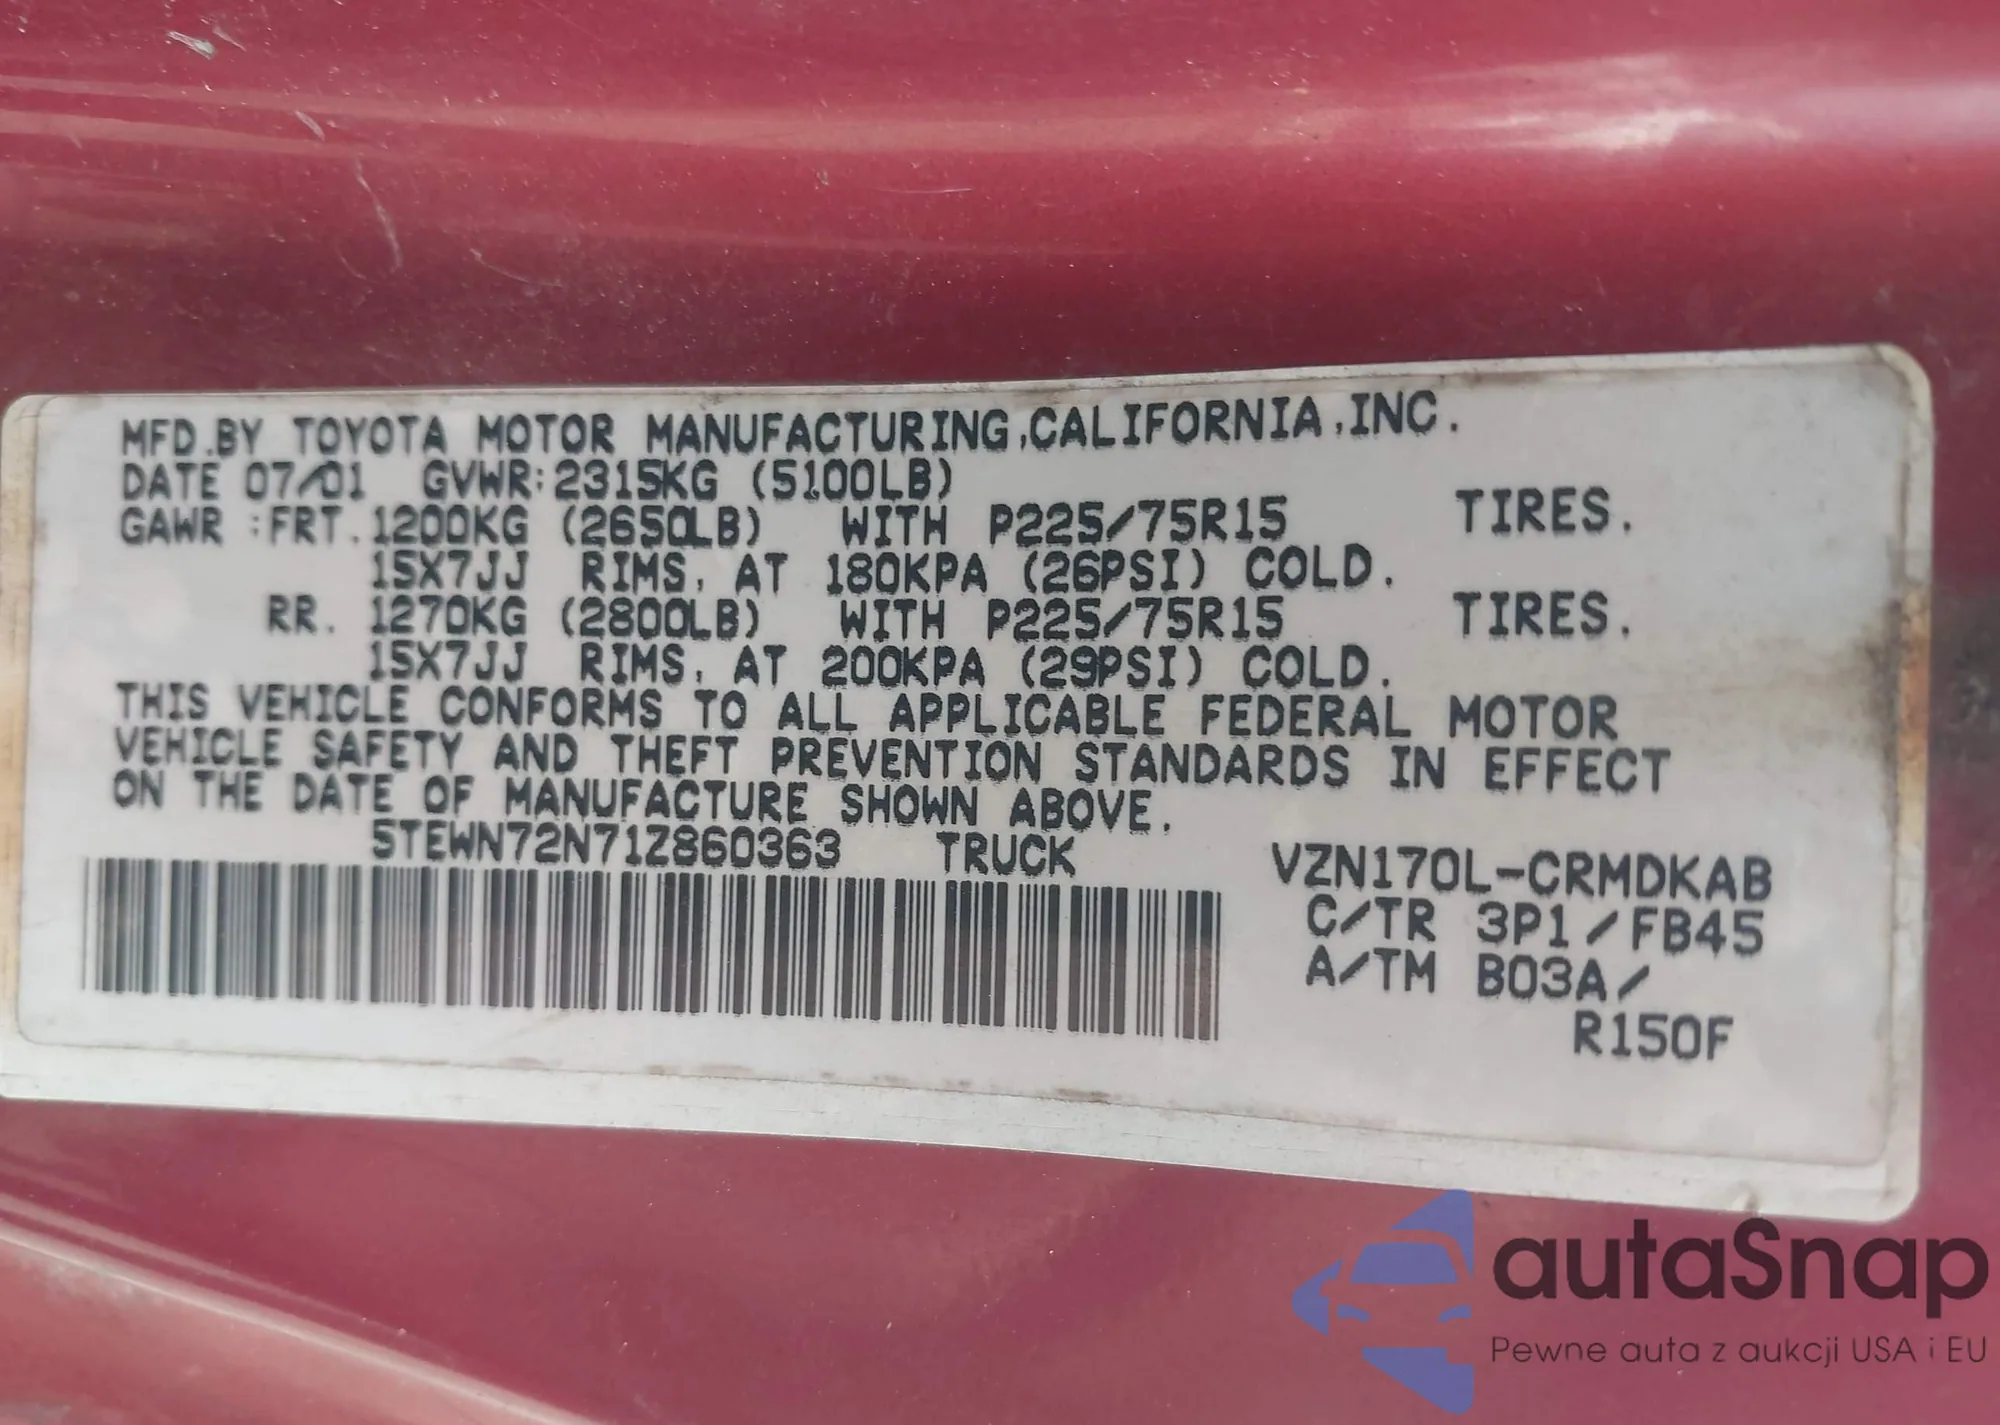 MFD.BY TOYOTA MOTOR MANUFACTURING,CALIFORNIA,INC.
DATE 07/01 GVWR:2315KG (5100LB)
GAWR :FRT.1200KG (2650LB) WITH P225/75R15 TIRES.
15X7JJ RIMS, AT 180KPA (26PSI) COLD.
RR. 1270KG (2800LB) WITH P225/75R15 TIRES.
15X7JJ RIMS, AT 200KPA (29PSI) COLD.
THIS VEHICLE CONFORMS TO ALL APPLICABLE FEDERAL MOTOR
VEHICLE SAFETY AND THEFT PREVENTION STANDARDS IN EFFECT
ON THE DATE OF MANUFACTURE SHOWN ABOVE.
5TEWN72N71Z860363 TRUCK VZN170L-CRMDKAB
C/TR 3P1/FB45
A/TM B03A/
R150F
autaSnap
Pewne auta z aukcji USA i EU